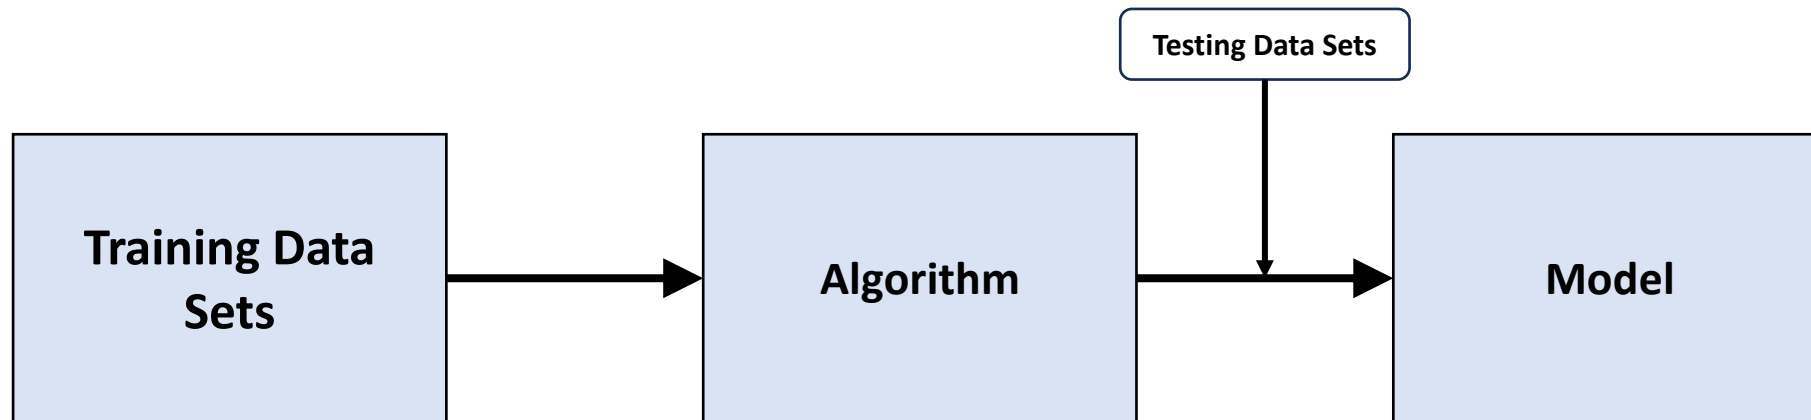 Testing Data Sets
Training Data
Sets
Algorithm
Model